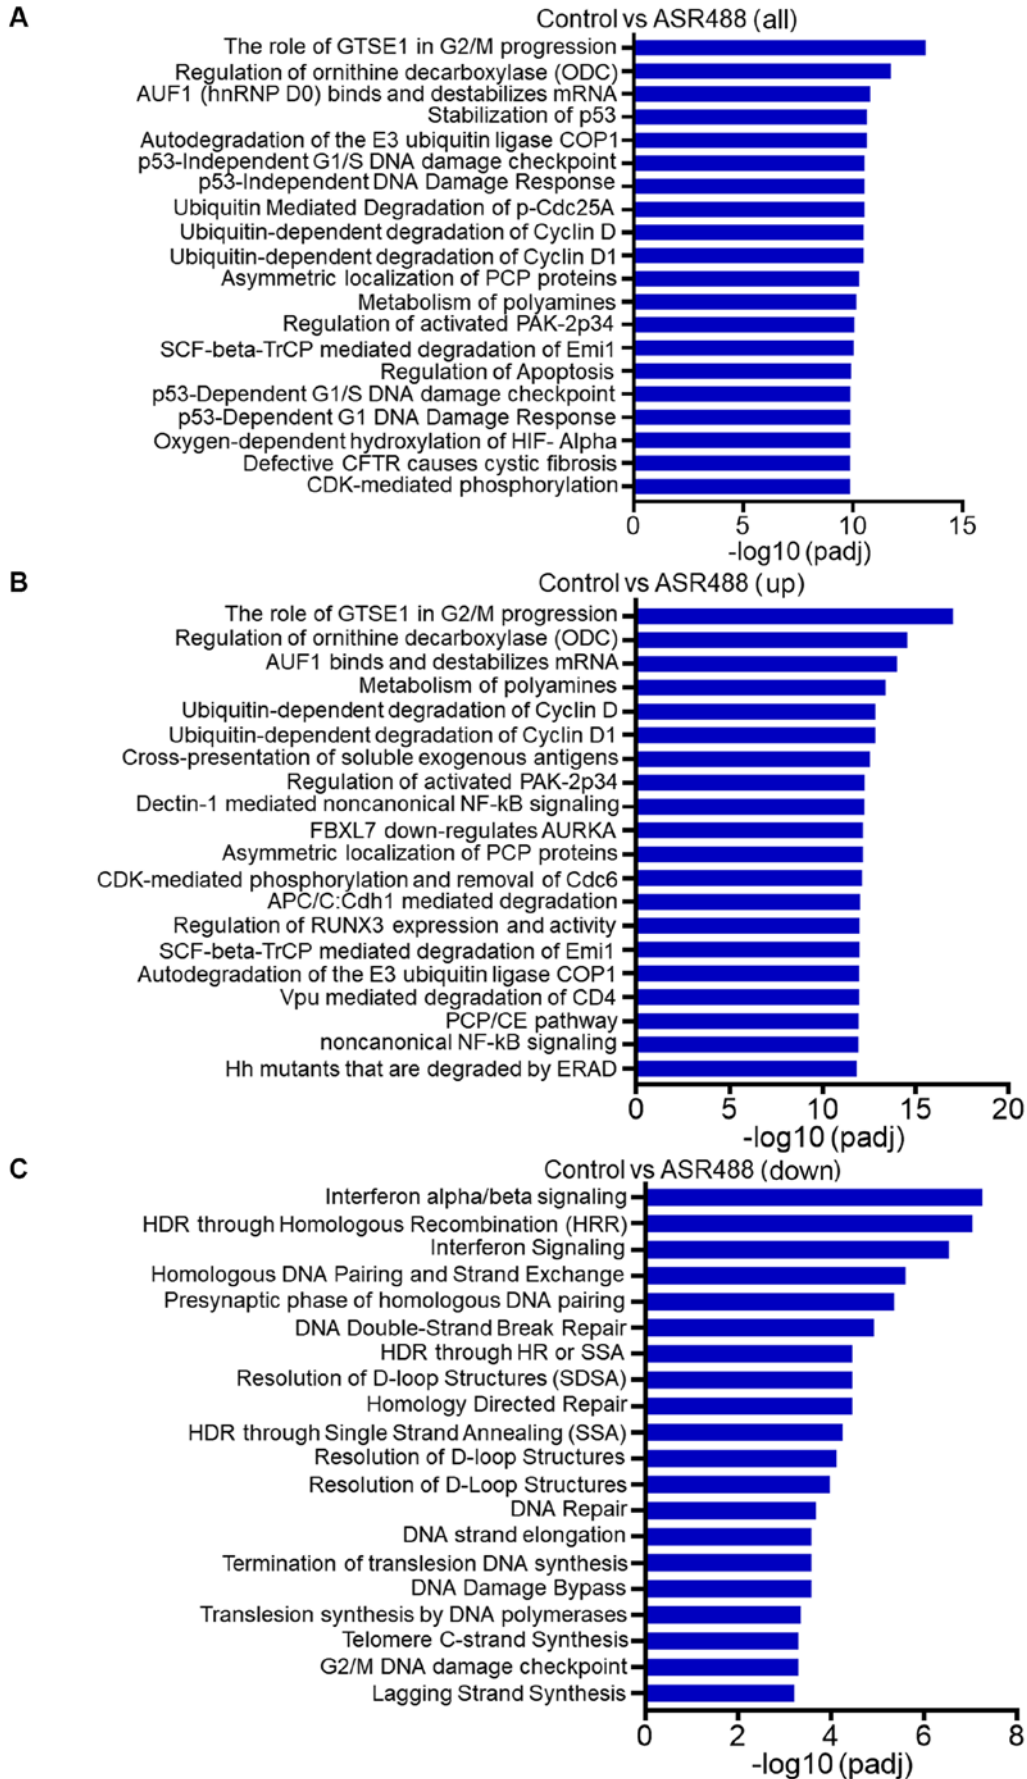 A
Control vs ASR488 (all)
The role of GTSE1 in G2/M progression
Regulation of ornithine decarboxylase (ODC)
AUF1 (hnRNP D0) binds and destabilizes mRNA
Stabilization of p53
Autodegradation of the E3 ubiquitin ligase COP1
p53-Independent G1/S DNA damage checkpoint
p53-Independent DNA Damage Response
Ubiquitin Mediated Degradation of p-Cdc25A
Ubiquitin-dependent degradation of Cyclin D
Ubiquitin-dependent degradation of Cyclin D1
Asymmetric localization of PCP proteins
Metabolism of polyamines
Regulation of activated PAK-2p34
SCF-beta-TrCP mediated degradation of Emi1
Regulation of Apoptosis
p53-Dependent G1/S DNA damage checkpoint
p53-Dependent G1 DNA Damage Response
Oxygen-dependent hydroxylation of HIF- Alpha
Defective CFTR causes cystic fibrosis
CDK-mediated phosphorylation
0 5 10 15
-log10 (padj)
B
Control vs ASR488 (up)
The role of GTSE1 in G2/M progression
Regulation of ornithine decarboxylase (ODC)
AUF1 binds and destabilizes mRNA
Metabolism of polyamines
Ubiquitin-dependent degradation of Cyclin D
Ubiquitin-dependent degradation of Cyclin D1
Cross-presentation of soluble exogenous antigens
Regulation of activated PAK-2p34
Dectin-1 mediated noncanonical NF-kB signaling
FBXL7 down-regulates AURKA
Asymmetric localization of PCP proteins
CDK-mediated phosphorylation and removal of Cdc6
APC/C:Cdh1 mediated degradation
Regulation of RUNX3 expression and activity
SCF-beta-TrCP mediated degradation of Emi1
Autodegradation of the E3 ubiquitin ligase COP1
Vpu mediated degradation of CD4
PCP/CE pathway
noncanonical NF-kB signaling
Hh mutants that are degraded by ERAD
0 5 10 15 20
-log10 (padj)
C
Control vs ASR488 (down)
Interferon alpha/beta signaling
HDR through Homologous Recombination (HRR)
Interferon Signaling
Homologous DNA Pairing and Strand Exchange
Presynaptic phase of homologous DNA pairing
DNA Double-Strand Break Repair
HDR through HR or SSA
Resolution of D-loop Structures (SDSA)
Homology Directed Repair
HDR through Single Strand Annealing (SSA)
Resolution of D-loop Structures
Resolution of D-Loop Structures
DNA Repair
DNA strand elongation
Termination of translesion DNA synthesis
DNA Damage Bypass
Translesion synthesis by DNA polymerases
Telomere C-strand Synthesis
G2/M DNA damage checkpoint
Lagging Strand Synthesis
0 2 4 6 8
-log10 (padj)